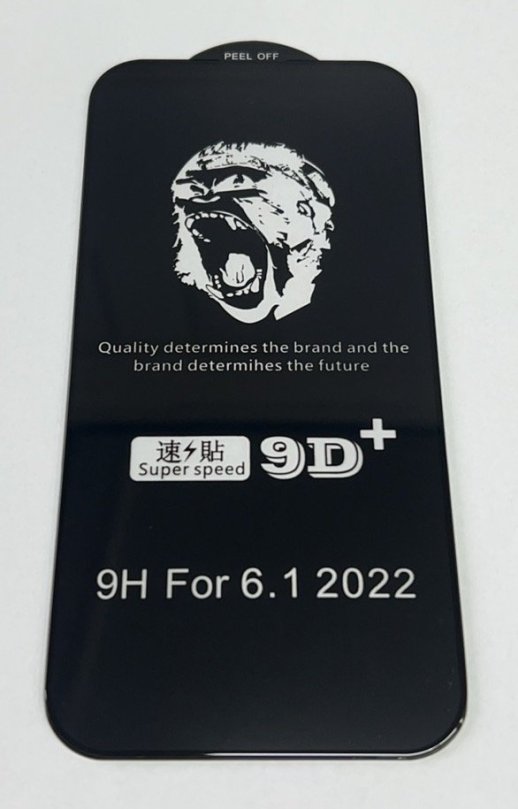 PEEL OFF
Quality determines the brand and the
brand determihes the future
速⚡貼 9D+
Super speed
9H For 6.1 2022